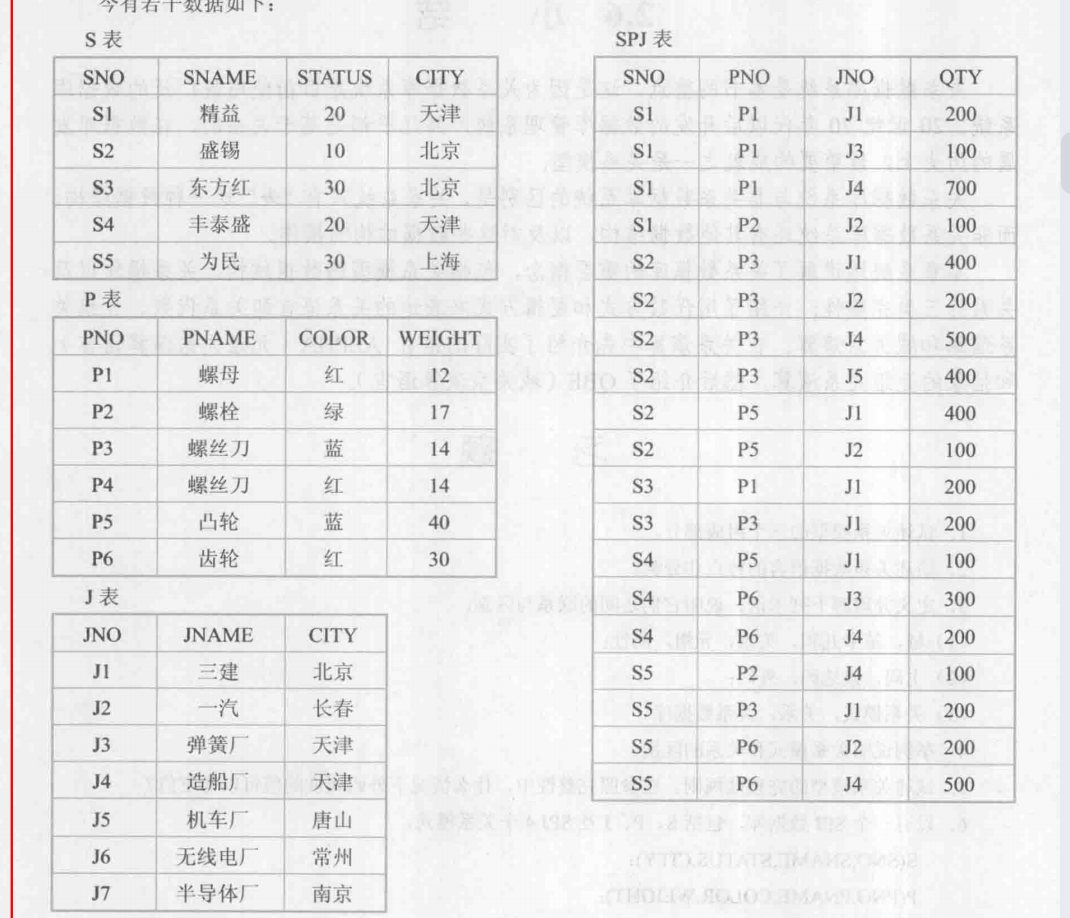 今有若干数据如下：
S 表
SNO SNAME STATUS CITY
S1 精益 20 天津
S2 盛锡 10 北京
S3 东方红 30 北京
S4 丰泰盛 20 天津
S5 为民 30 上海
P 表
PNO PNAME COLOR WEIGHT
P1 螺母 红 12
P2 螺栓 绿 17
P3 螺丝刀 蓝 14
P4 螺丝刀 红 14
P5 凸轮 蓝 40
P6 齿轮 红 30
J 表
JNO JNAME CITY
J1 三建 北京
J2 一汽 长春
J3 弹簧厂 天津
J4 造船厂 天津
J5 机车厂 唐山
J6 无线电厂 常州
J7 半导体厂 南京
SPJ 表
SNO PNO JNO QTY
S1 P1 J1 200
S1 P1 J3 100
S1 P1 J4 700
S1 P2 J2 100
S2 P3 J1 400
S2 P3 J2 200
S2 P3 J4 500
S2 P3 J5 400
S2 P5 J1 400
S2 P5 J2 100
S3 P1 J1 200
S3 P3 J1 200
S4 P5 J1 100
S4 P6 J3 300
S4 P6 J4 200
S5 P2 J4 100
S5 P3 J1 200
S5 P6 J2 200
S5 P6 J4 500